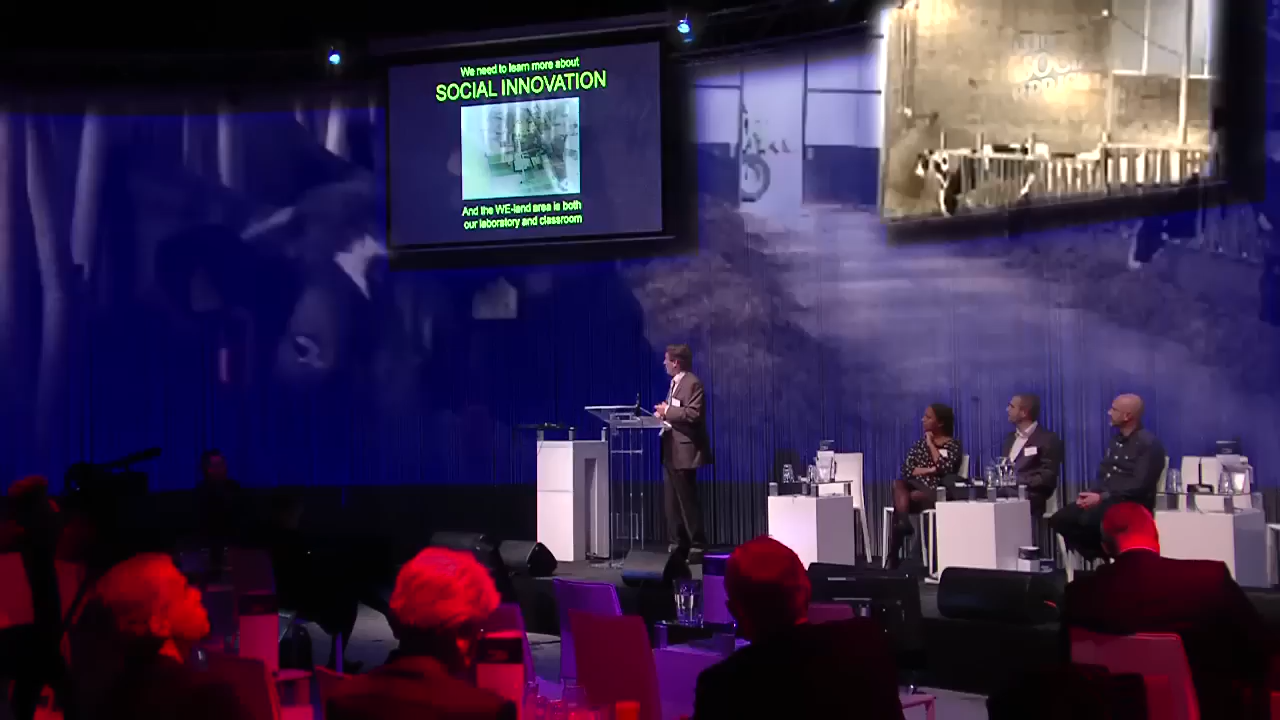 We need to learn more about
SOCIAL INNOVATION
And the WE-land area is both
our laboratory and classroom
SOCI